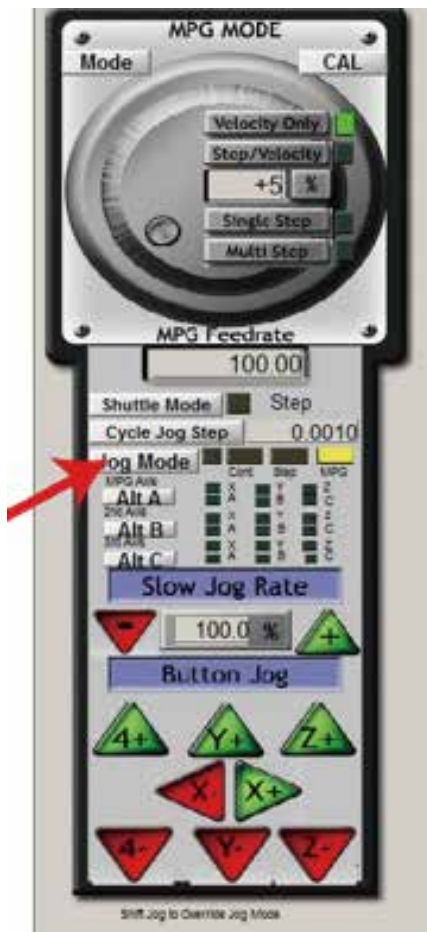 MPG MODE
Mode CAL
Velocity Only
Step/Velocity
+5 %
Single Step
Multi Step
MPG Feedrate
100.00
Shuttle Mode Step
Cycle Jog Step 0.0010
Jog Mode Cont Step MPG
MPG Axis
Alt A X Y Z
A B C
2nd Axis
Alt B X Y Z
A B C
3rd Axis
Alt C X Y Z
A B C
Slow Jog Rate
- 100.0 % +
Button Jog
4+ Y+ Z+
X- X+
4- Y- Z-
Shift Jog to Override Jog Mode